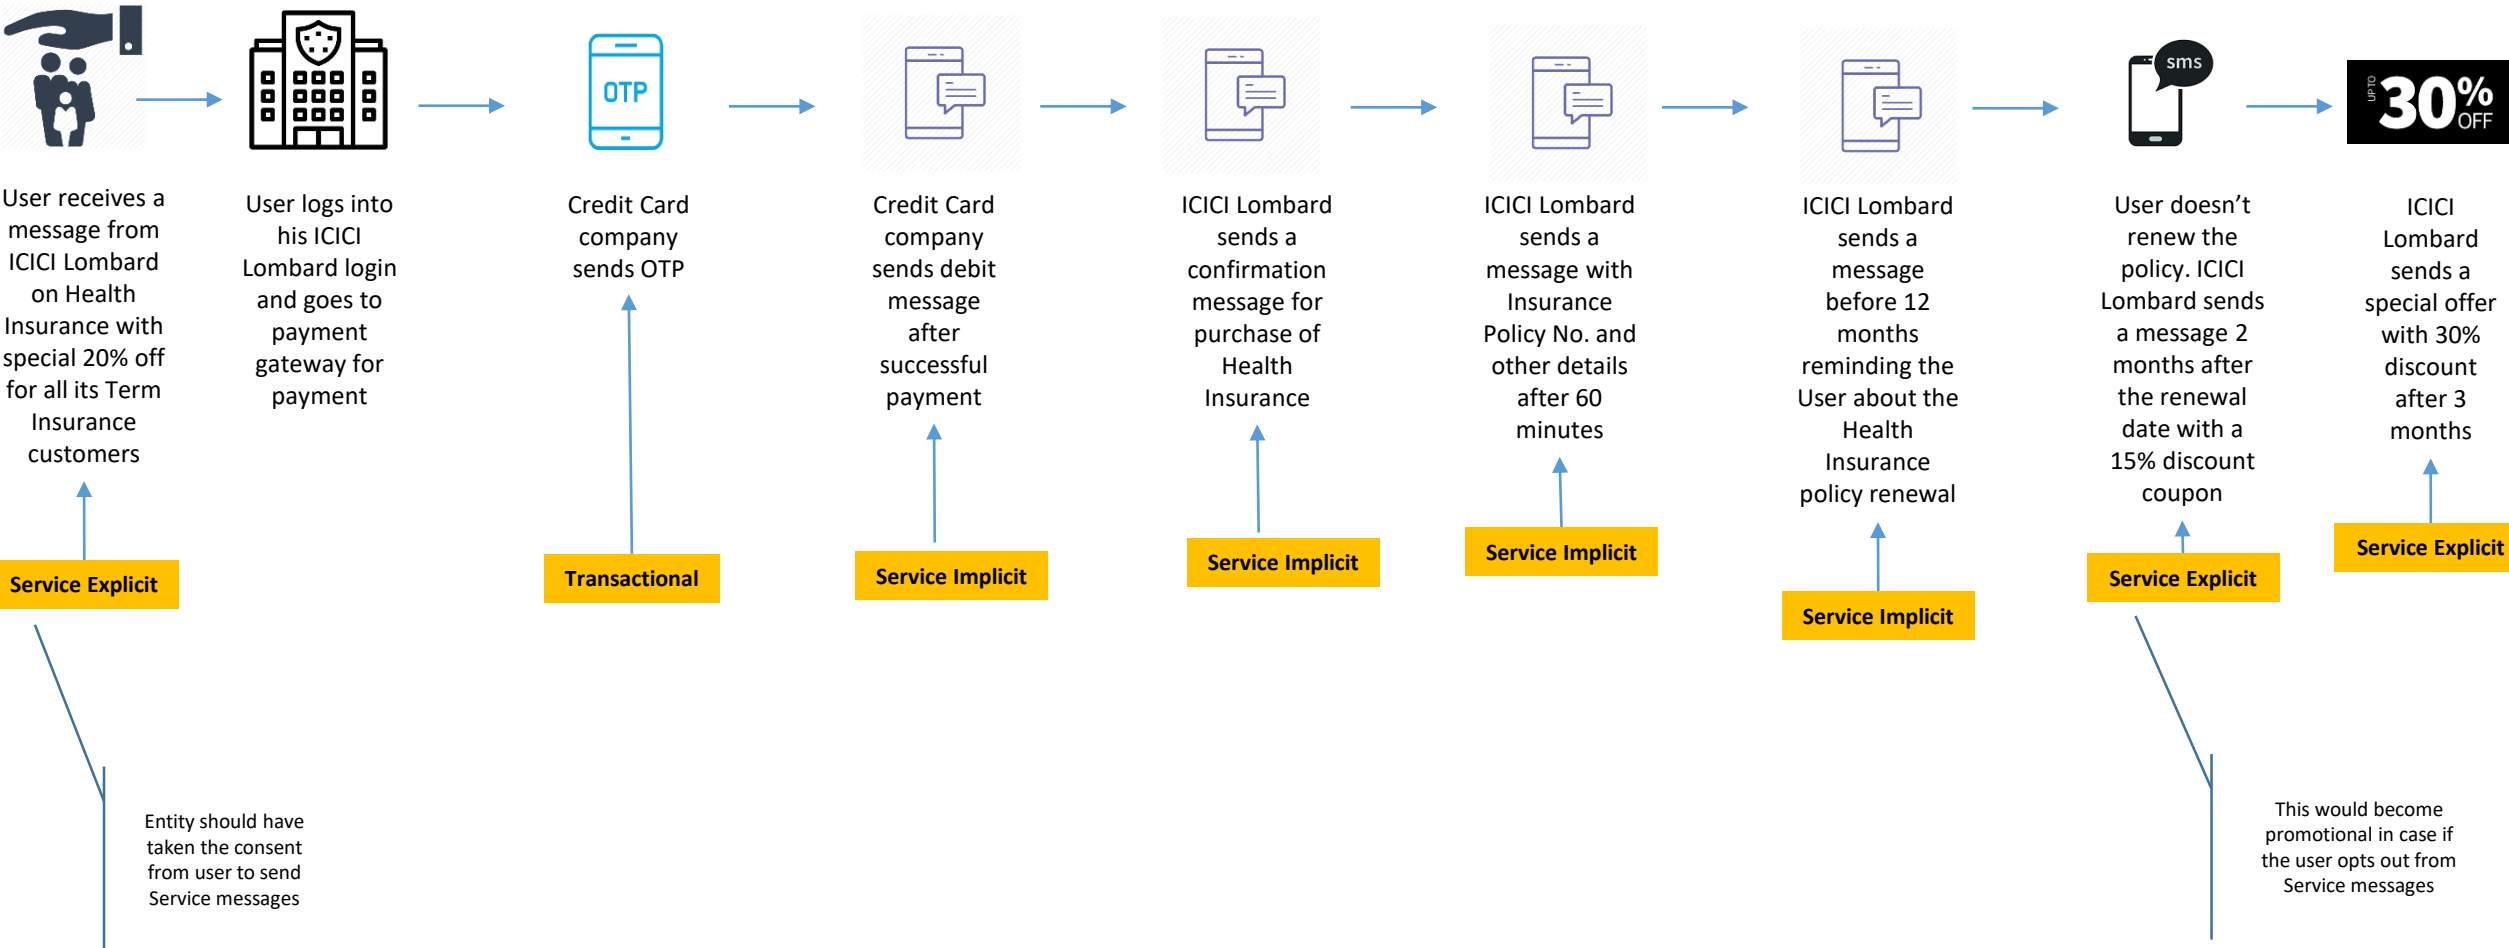 OTP
sms
UP TO
30%
OFF
User receives a
message from
ICICI Lombard
on Health
Insurance with
special 20% off
for all its Term
Insurance
customers
User logs into
his ICICI
Lombard login
and goes to
payment
gateway for
payment
Credit Card
company
sends OTP
Credit Card
company
sends debit
message
after
successful
payment
ICICI Lombard
sends a
confirmation
message for
purchase of
Health
Insurance
ICICI Lombard
sends a
message with
Insurance
Policy No. and
other details
after 60
minutes
ICICI Lombard
sends a
message
before 12
months
reminding the
User about the
Health
Insurance
policy renewal
User doesn’t
renew the
policy. ICICI
Lombard sends
a message 2
months after
the renewal
date with a
15% discount
coupon
ICICI
Lombard
sends a
special offer
with 30%
discount
after 3
months
Service Explicit
Transactional
Service Implicit
Service Implicit
Service Implicit
Service Implicit
Service Explicit
Service Explicit
Entity should have
taken the consent
from user to send
Service messages
This would become
promotional in case if
the user opts out from
Service messages